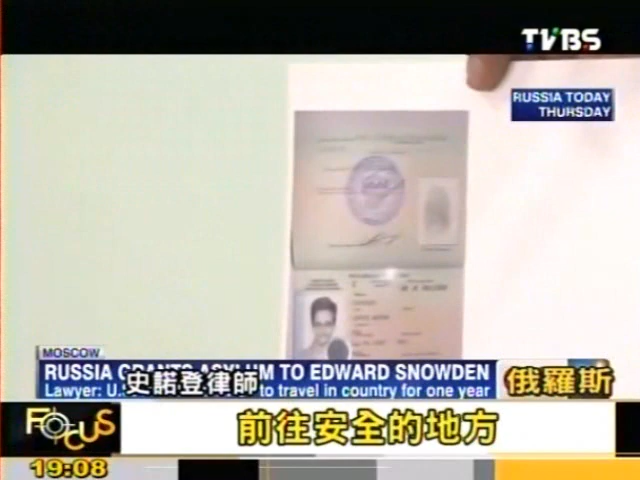 TVBS
RUSSIA TODAY
THURSDAY
MOSCOW
RUSSIA GRANTS ASYLUM TO EDWARD SNOWDEN
Lawyer: U.S. to travel in country for one year
史諾登律師
俄羅斯
FOCUS
前往安全的地方
19:08